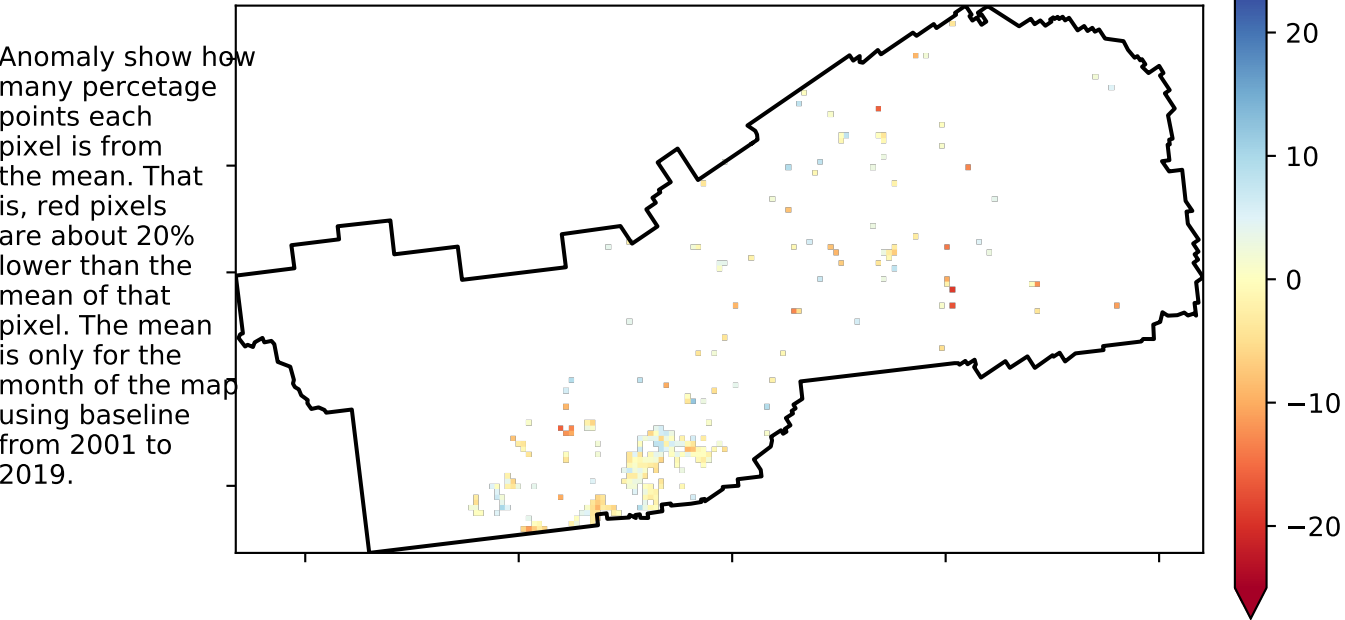 Anomaly show how
many percetage
points each
pixel is from
the mean. That
is, red pixels
are about 20%
lower than the
mean of that
pixel. The mean
is only for the
month of the map
using baseline
from 2001 to
2019.
20
10
0
−10
−20